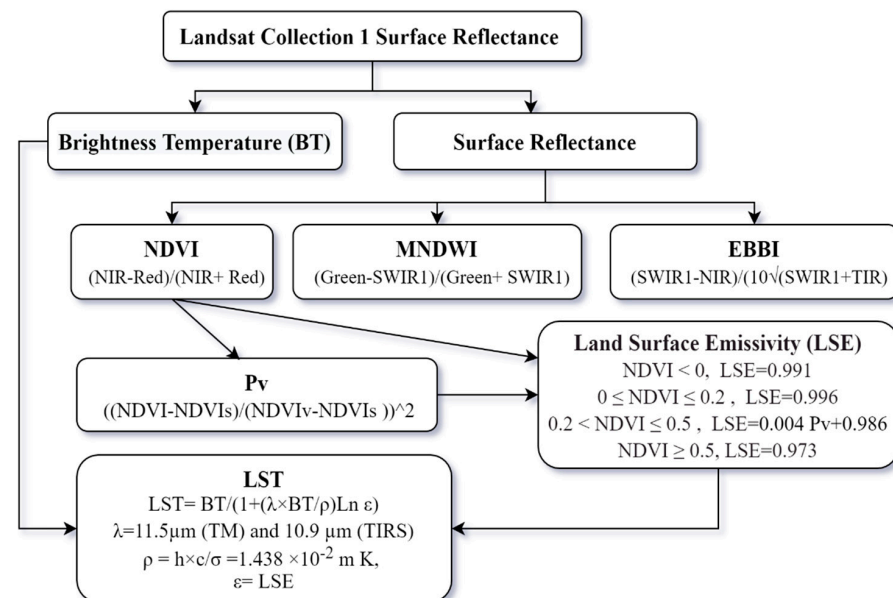 Landsat Collection 1 Surface Reflectance
Brightness Temperature (BT)
Surface Reflectance
NDVI
(NIR-Red)/(NIR+ Red)
MNDWI
(Green-SWIR1)/(Green+ SWIR1)
EBBI
(SWIR1-NIR)/(10√(SWIR1+TIR)
Land Surface Emissivity (LSE)
NDVI < 0, LSE=0.991
0 ≤ NDVI ≤ 0.2 , LSE=0.996
0.2 < NDVI ≤ 0.5 , LSE=0.004 Pv+0.986
NDVI ≥ 0.5, LSE=0.973
Pv
((NDVI-NDVIs)/(NDVIv-NDVIs ))^2
LST
LST= BT/(1+(λ×BT/ρ)Ln ε)
λ=11.5µm (TM) and 10.9 µm (TIRS)
ρ = h×c/σ =1.438 ×10⁻² m K,
ε= LSE